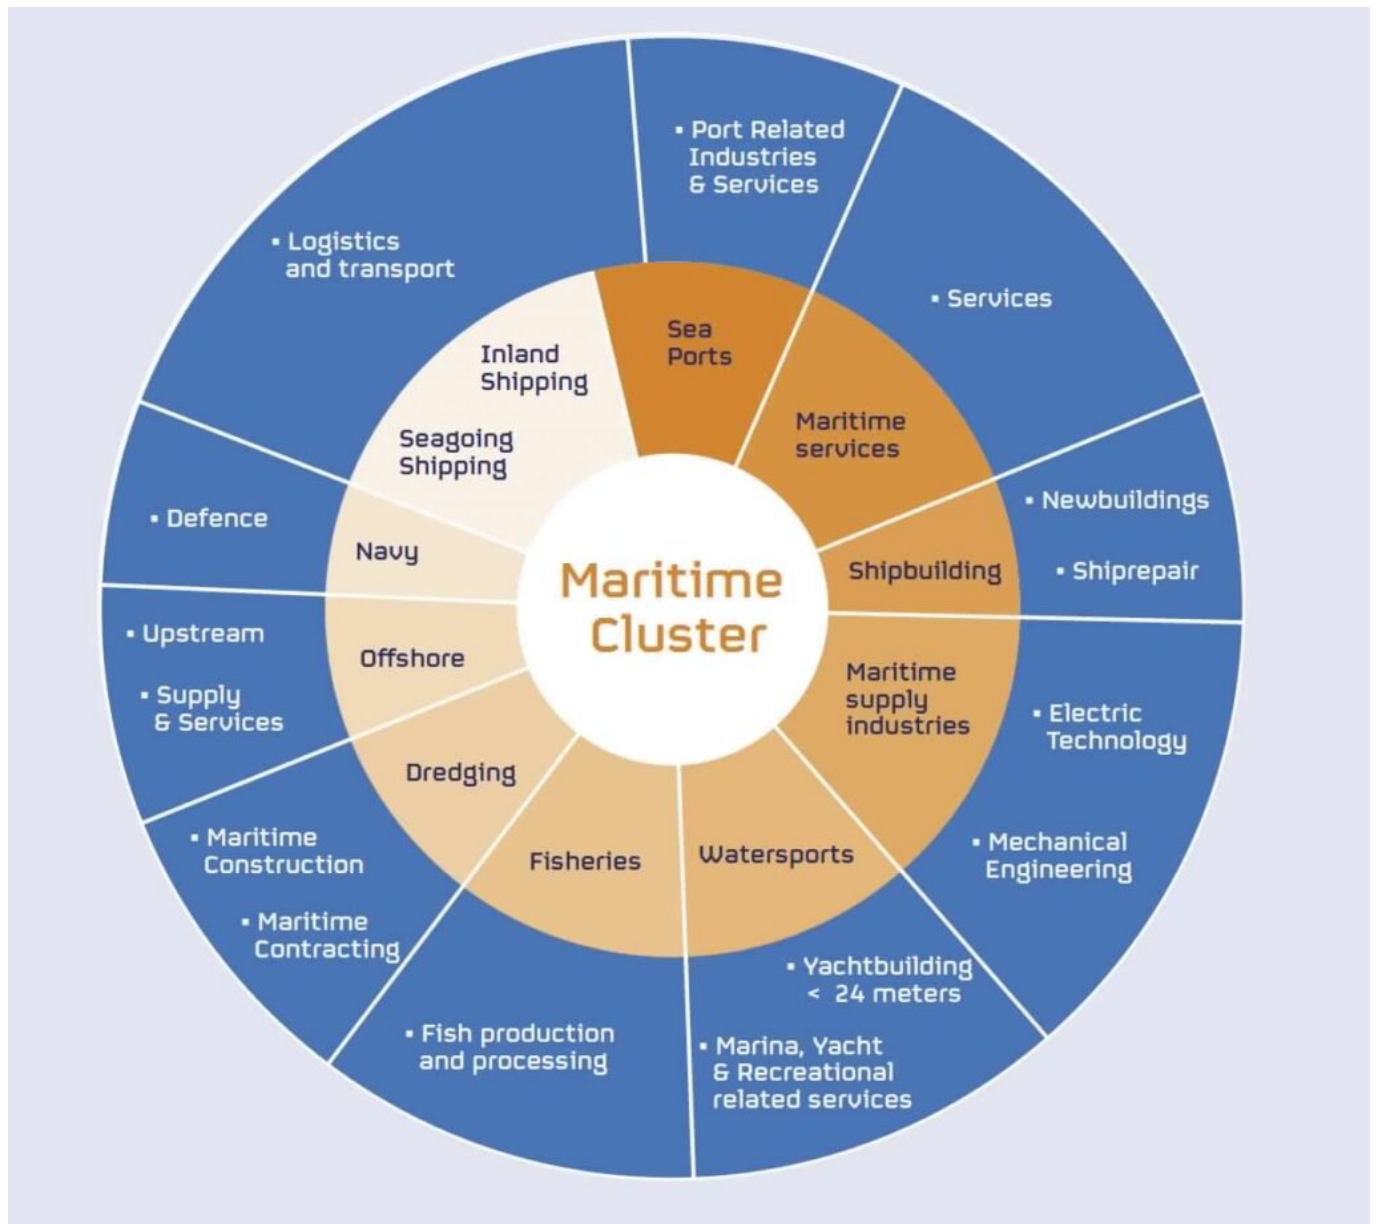 Maritime
Cluster
Sea
Ports
▪ Port Related
Industries
& Services
Maritime
services
▪ Services
Shipbuilding
▪ Newbuildings
▪ Shiprepair
Maritime
supply
industries
▪ Electric
Technology
▪ Mechanical
Engineering
Watersports
▪ Yachtbuilding
< 24 meters
▪ Marina, Yacht
& Recreational
related services
Fisheries
▪ Fish production
and processing
Dredging
▪ Maritime
Construction
▪ Maritime
Contracting
Offshore
▪ Upstream
▪ Supply
& Services
Navy
▪ Defence
Seagoing
Shipping
Inland
Shipping
▪ Logistics
and transport